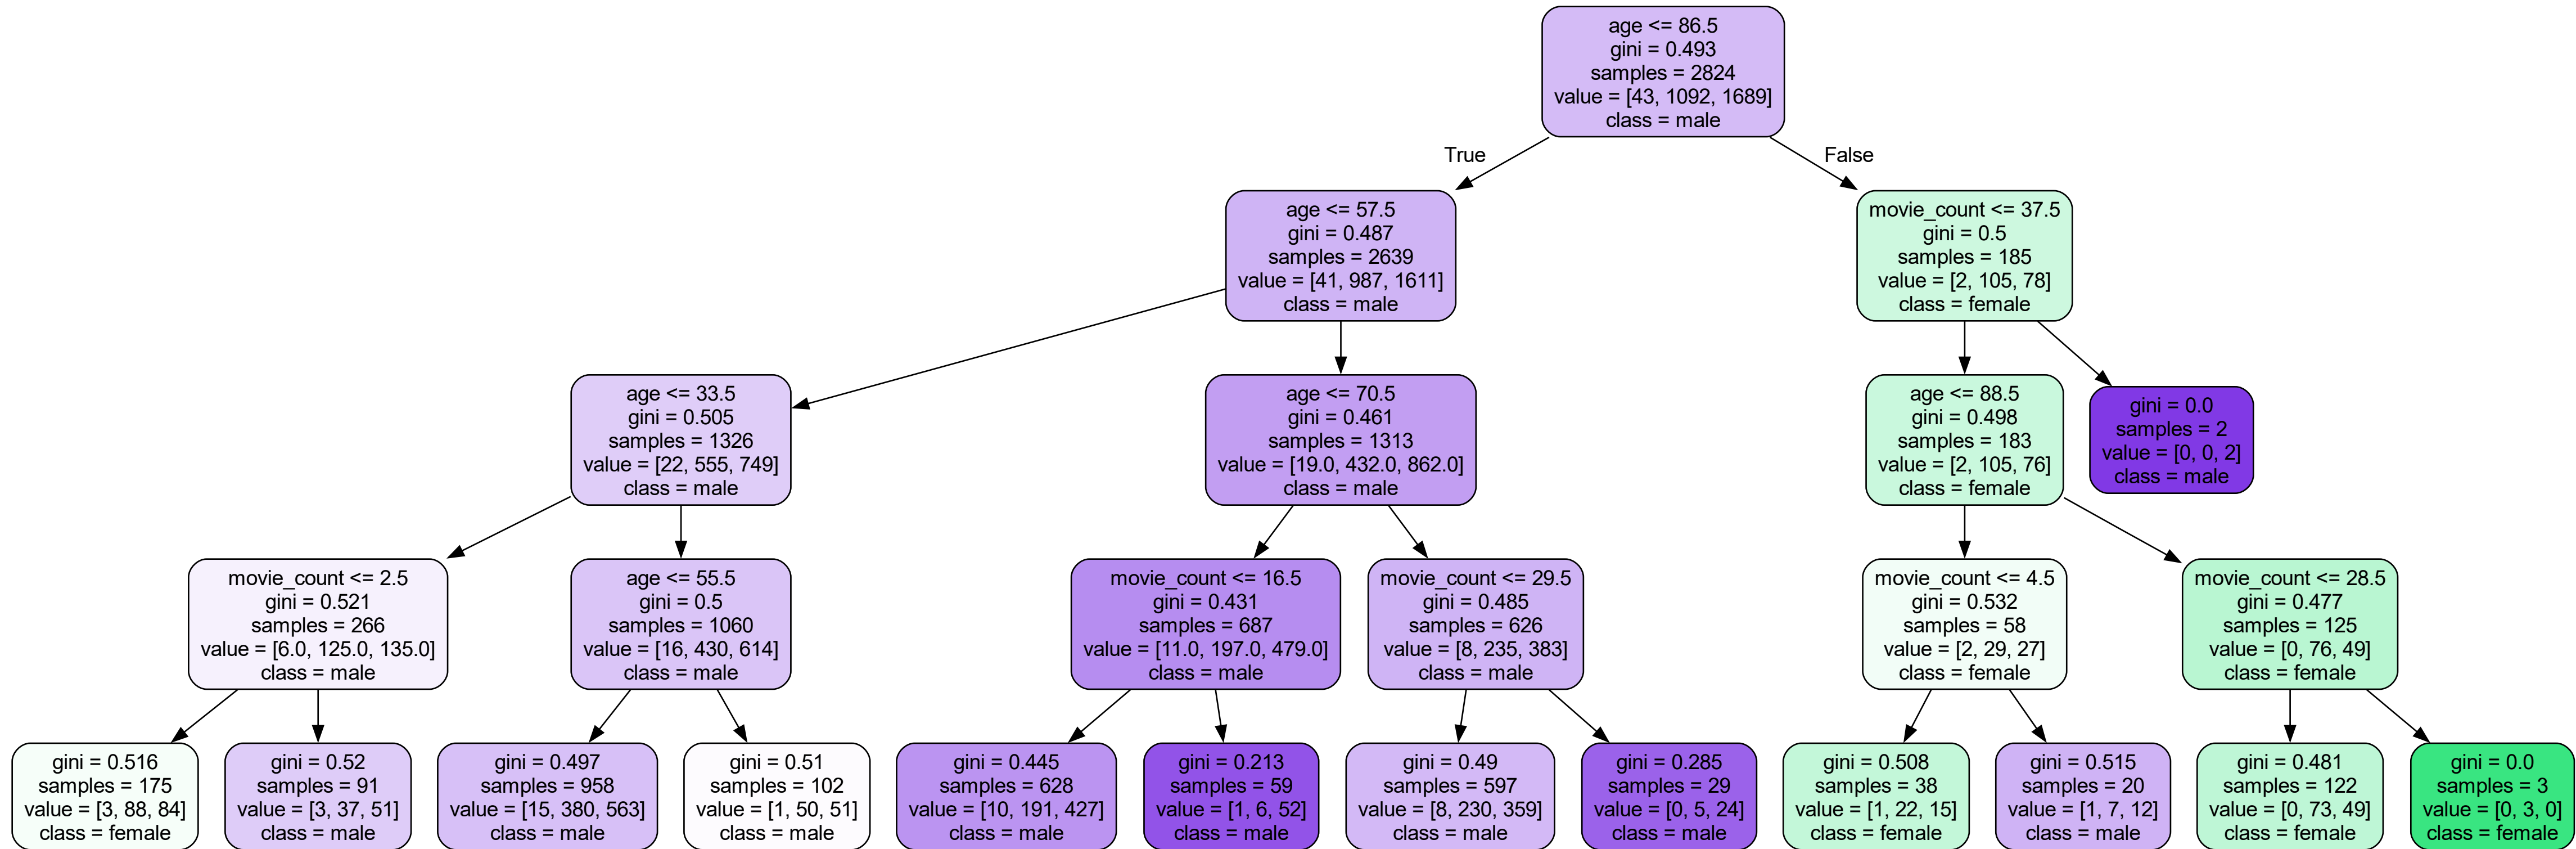 age <= 86.5
gini = 0.493
samples = 2824
value = [43, 1092, 1689]
class = male
True
False
age <= 57.5
gini = 0.487
samples = 2639
value = [41, 987, 1611]
class = male
movie_count <= 37.5
gini = 0.5
samples = 185
value = [2, 105, 78]
class = female
age <= 33.5
gini = 0.505
samples = 1326
value = [22, 555, 749]
class = male
age <= 70.5
gini = 0.461
samples = 1313
value = [19.0, 432.0, 862.0]
class = male
age <= 88.5
gini = 0.498
samples = 183
value = [2, 105, 76]
class = female
gini = 0.0
samples = 2
value = [0, 0, 2]
class = male
movie_count <= 2.5
gini = 0.521
samples = 266
value = [6.0, 125.0, 135.0]
class = male
age <= 55.5
gini = 0.5
samples = 1060
value = [16, 430, 614]
class = male
movie_count <= 16.5
gini = 0.431
samples = 687
value = [11.0, 197.0, 479.0]
class = male
movie_count <= 29.5
gini = 0.485
samples = 626
value = [8, 235, 383]
class = male
movie_count <= 4.5
gini = 0.532
samples = 58
value = [2, 29, 27]
class = female
movie_count <= 28.5
gini = 0.477
samples = 125
value = [0, 76, 49]
class = female
gini = 0.516
samples = 175
value = [3, 88, 84]
class = female
gini = 0.52
samples = 91
value = [3, 37, 51]
class = male
gini = 0.497
samples = 958
value = [15, 380, 563]
class = male
gini = 0.51
samples = 102
value = [1, 50, 51]
class = male
gini = 0.445
samples = 628
value = [10, 191, 427]
class = male
gini = 0.213
samples = 59
value = [1, 6, 52]
class = male
gini = 0.49
samples = 597
value = [8, 230, 359]
class = male
gini = 0.285
samples = 29
value = [0, 5, 24]
class = male
gini = 0.508
samples = 38
value = [1, 22, 15]
class = female
gini = 0.515
samples = 20
value = [1, 7, 12]
class = male
gini = 0.481
samples = 122
value = [0, 73, 49]
class = female
gini = 0.0
samples = 3
value = [0, 3, 0]
class = female